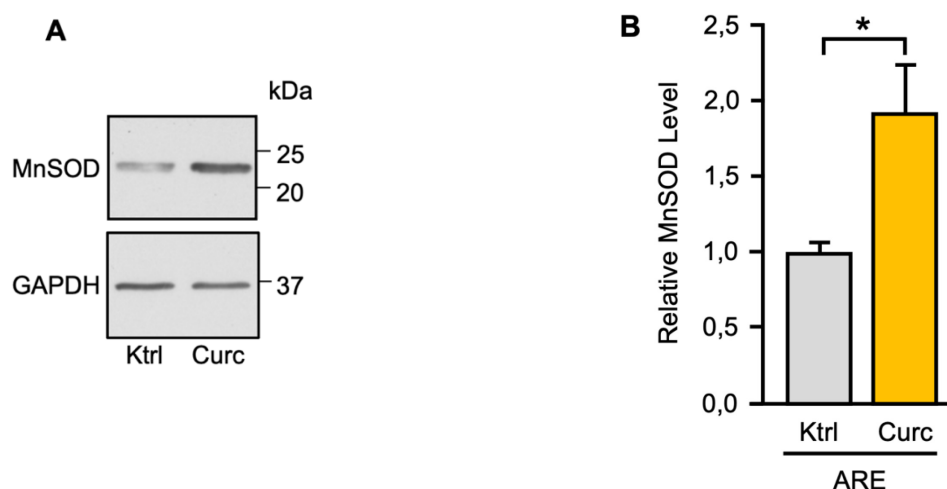 A
kDa
MnSOD
25
20
GAPDH
37
Ktrl Curc
B
*
Relative MnSOD Level
2,5
2,0
1,5
1,0
0,5
0,0
Ktrl Curc
ARE